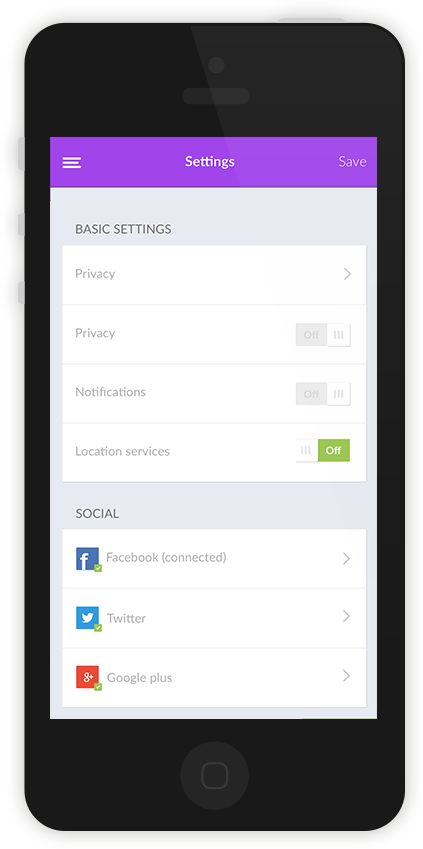 Settings Save
BASIC SETTINGS
Privacy
Privacy Off
Notifications Off
Location services Off
SOCIAL
f Facebook (connected)
Twitter
g+ Google plus